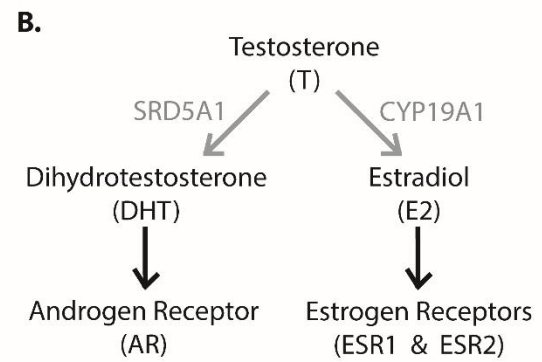 B.
Testosterone
(T)
SRD5A1
CYP19A1
Dihydrotestosterone
(DHT)
Estradiol
(E2)
Androgen Receptor
(AR)
Estrogen Receptors
(ESR1 & ESR2)